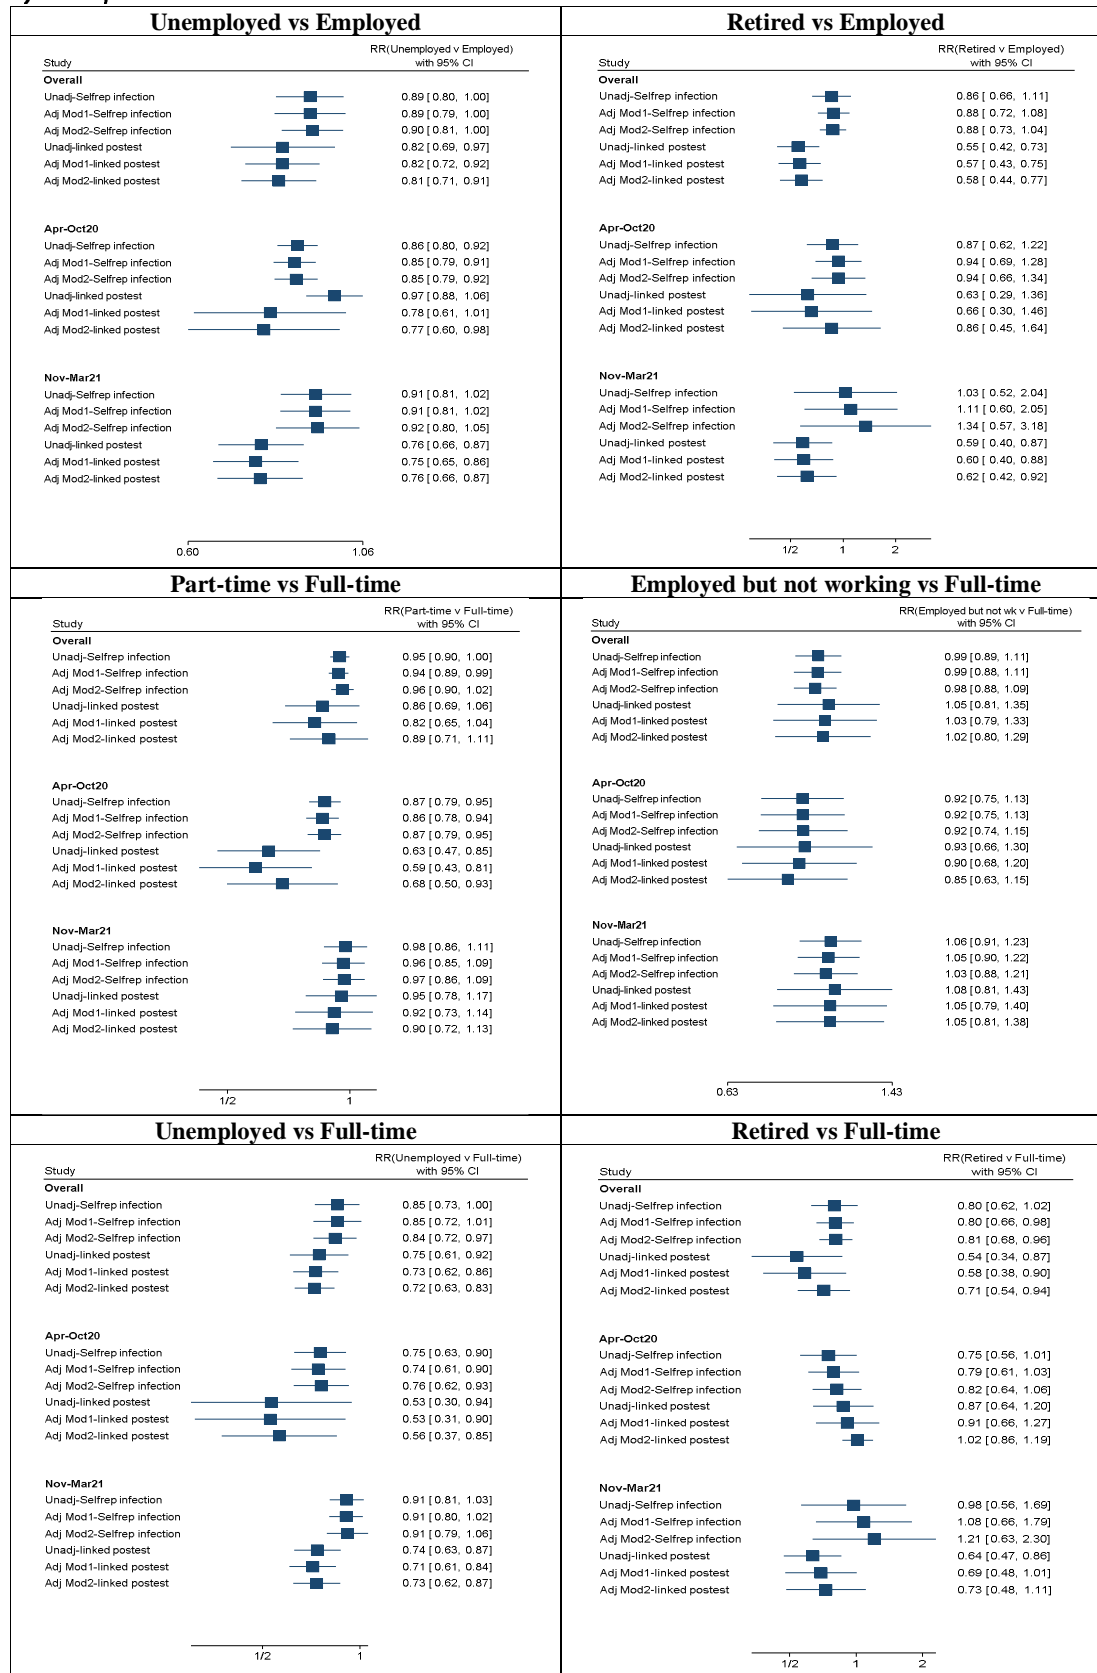 Unemployed vs Employed
RR(Unemployed v Employed)
Study with 95% CI
Overall
Unadj-Selfrep infection 0.89 [ 0.80, 1.00]
Adj Mod1-Selfrep infection 0.89 [ 0.79, 1.00]
Adj Mod2-Selfrep infection 0.90 [ 0.81, 1.00]
Unadj-linked postest 0.82 [ 0.69, 0.97]
Adj Mod1-linked postest 0.82 [ 0.72, 0.92]
Adj Mod2-linked postest 0.81 [ 0.71, 0.91]
Apr-Oct20
Unadj-Selfrep infection 0.86 [ 0.80, 0.92]
Adj Mod1-Selfrep infection 0.85 [ 0.79, 0.91]
Adj Mod2-Selfrep infection 0.85 [ 0.79, 0.92]
Unadj-linked postest 0.97 [ 0.88, 1.06]
Adj Mod1-linked postest 0.78 [ 0.61, 1.01]
Adj Mod2-linked postest 0.77 [ 0.60, 0.98]
Nov-Mar21
Unadj-Selfrep infection 0.91 [ 0.81, 1.02]
Adj Mod1-Selfrep infection 0.91 [ 0.81, 1.02]
Adj Mod2-Selfrep infection 0.92 [ 0.80, 1.05]
Unadj-linked postest 0.76 [ 0.66, 0.87]
Adj Mod1-linked postest 0.75 [ 0.65, 0.86]
Adj Mod2-linked postest 0.76 [ 0.66, 0.87]
0.60 1.06
Retired vs Employed
RR(Retired v Employed)
Study with 95% CI
Overall
Unadj-Selfrep infection 0.86 [ 0.66, 1.11]
Adj Mod1-Selfrep infection 0.88 [ 0.72, 1.08]
Adj Mod2-Selfrep infection 0.88 [ 0.73, 1.04]
Unadj-linked postest 0.55 [ 0.42, 0.73]
Adj Mod1-linked postest 0.57 [ 0.43, 0.75]
Adj Mod2-linked postest 0.58 [ 0.44, 0.77]
Apr-Oct20
Unadj-Selfrep infection 0.87 [ 0.62, 1.22]
Adj Mod1-Selfrep infection 0.94 [ 0.69, 1.28]
Adj Mod2-Selfrep infection 0.94 [ 0.66, 1.34]
Unadj-linked postest 0.63 [ 0.29, 1.36]
Adj Mod1-linked postest 0.66 [ 0.30, 1.46]
Adj Mod2-linked postest 0.86 [ 0.45, 1.64]
Nov-Mar21
Unadj-Selfrep infection 1.03 [ 0.52, 2.04]
Adj Mod1-Selfrep infection 1.11 [ 0.60, 2.05]
Adj Mod2-Selfrep infection 1.34 [ 0.57, 3.18]
Unadj-linked postest 0.59 [ 0.40, 0.87]
Adj Mod1-linked postest 0.60 [ 0.40, 0.88]
Adj Mod2-linked postest 0.62 [ 0.42, 0.92]
1/2 1 2
Part-time vs Full-time
RR(Part-time v Full-time)
Study with 95% CI
Overall
Unadj-Selfrep infection 0.95 [ 0.90, 1.00]
Adj Mod1-Selfrep infection 0.94 [ 0.89, 0.99]
Adj Mod2-Selfrep infection 0.96 [ 0.90, 1.02]
Unadj-linked postest 0.86 [ 0.69, 1.06]
Adj Mod1-linked postest 0.82 [ 0.65, 1.04]
Adj Mod2-linked postest 0.89 [ 0.71, 1.11]
Apr-Oct20
Unadj-Selfrep infection 0.87 [ 0.79, 0.95]
Adj Mod1-Selfrep infection 0.86 [ 0.78, 0.94]
Adj Mod2-Selfrep infection 0.87 [ 0.79, 0.95]
Unadj-linked postest 0.63 [ 0.47, 0.85]
Adj Mod1-linked postest 0.59 [ 0.43, 0.81]
Adj Mod2-linked postest 0.68 [ 0.50, 0.93]
Nov-Mar21
Unadj-Selfrep infection 0.98 [ 0.86, 1.11]
Adj Mod1-Selfrep infection 0.96 [ 0.85, 1.09]
Adj Mod2-Selfrep infection 0.97 [ 0.86, 1.09]
Unadj-linked postest 0.95 [ 0.78, 1.17]
Adj Mod1-linked postest 0.92 [ 0.73, 1.14]
Adj Mod2-linked postest 0.90 [ 0.72, 1.13]
1/2 1
Employed but not working vs Full-time
RR(Employed but not wk v Full-time)
Study with 95% CI
Overall
Unadj-Selfrep infection 0.99 [0.89, 1.11]
Adj Mod1-Selfrep infection 0.99 [0.88, 1.11]
Adj Mod2-Selfrep infection 0.98 [0.88, 1.09]
Unadj-linked postest 1.05 [0.81, 1.35]
Adj Mod1-linked postest 1.03 [0.79, 1.33]
Adj Mod2-linked postest 1.02 [0.80, 1.29]
Apr-Oct20
Unadj-Selfrep infection 0.92 [0.75, 1.13]
Adj Mod1-Selfrep infection 0.92 [0.75, 1.13]
Adj Mod2-Selfrep infection 0.92 [0.74, 1.15]
Unadj-linked postest 0.93 [0.66, 1.30]
Adj Mod1-linked postest 0.90 [0.68, 1.20]
Adj Mod2-linked postest 0.85 [0.63, 1.15]
Nov-Mar21
Unadj-Selfrep infection 1.06 [0.91, 1.23]
Adj Mod1-Selfrep infection 1.05 [0.90, 1.22]
Adj Mod2-Selfrep infection 1.03 [0.88, 1.21]
Unadj-linked postest 1.08 [0.81, 1.43]
Adj Mod1-linked postest 1.05 [0.79, 1.40]
Adj Mod2-linked postest 1.05 [0.81, 1.38]
0.63 1.43
Unemployed vs Full-time
RR(Unemployed v Full-time)
Study with 95% CI
Overall
Unadj-Selfrep infection 0.85 [ 0.73, 1.00]
Adj Mod1-Selfrep infection 0.85 [ 0.72, 1.01]
Adj Mod2-Selfrep infection 0.84 [ 0.72, 0.97]
Unadj-linked postest 0.75 [ 0.61, 0.92]
Adj Mod1-linked postest 0.73 [ 0.62, 0.86]
Adj Mod2-linked postest 0.72 [ 0.63, 0.83]
Apr-Oct20
Unadj-Selfrep infection 0.75 [ 0.63, 0.90]
Adj Mod1-Selfrep infection 0.74 [ 0.61, 0.90]
Adj Mod2-Selfrep infection 0.76 [ 0.62, 0.93]
Unadj-linked postest 0.53 [ 0.30, 0.94]
Adj Mod1-linked postest 0.53 [ 0.31, 0.90]
Adj Mod2-linked postest 0.56 [ 0.37, 0.85]
Nov-Mar21
Unadj-Selfrep infection 0.91 [ 0.81, 1.03]
Adj Mod1-Selfrep infection 0.91 [ 0.80, 1.02]
Adj Mod2-Selfrep infection 0.91 [ 0.79, 1.06]
Unadj-linked postest 0.74 [ 0.63, 0.87]
Adj Mod1-linked postest 0.71 [ 0.61, 0.84]
Adj Mod2-linked postest 0.73 [ 0.62, 0.87]
1/2 1
Retired vs Full-time
RR(Retired v Full-time)
Study with 95% CI
Overall
Unadj-Selfrep infection 0.80 [ 0.62, 1.02]
Adj Mod1-Selfrep infection 0.80 [ 0.66, 0.98]
Adj Mod2-Selfrep infection 0.81 [ 0.68, 0.96]
Unadj-linked postest 0.54 [ 0.34, 0.87]
Adj Mod1-linked postest 0.58 [ 0.38, 0.90]
Adj Mod2-linked postest 0.71 [ 0.54, 0.94]
Apr-Oct20
Unadj-Selfrep infection 0.75 [ 0.56, 1.01]
Adj Mod1-Selfrep infection 0.79 [ 0.61, 1.03]
Adj Mod2-Selfrep infection 0.82 [ 0.64, 1.06]
Unadj-linked postest 0.87 [ 0.64, 1.20]
Adj Mod1-linked postest 0.91 [ 0.66, 1.27]
Adj Mod2-linked postest 1.02 [ 0.86, 1.19]
Nov-Mar21
Unadj-Selfrep infection 0.98 [ 0.56, 1.69]
Adj Mod1-Selfrep infection 1.08 [ 0.66, 1.79]
Adj Mod2-Selfrep infection 1.21 [ 0.63, 2.30]
Unadj-linked postest 0.64 [ 0.47, 0.86]
Adj Mod1-linked postest 0.69 [ 0.48, 1.01]
Adj Mod2-linked postest 0.73 [ 0.48, 1.11]
1/2 1 2